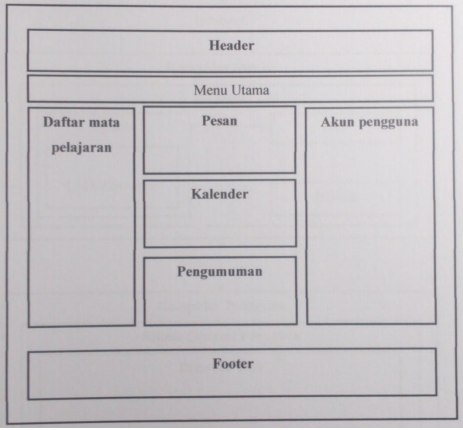 Header
Menu Utama
Daftar mata
pelajaran
Pesan
Kalender
Pengumuman
Akun pengguna
Footer